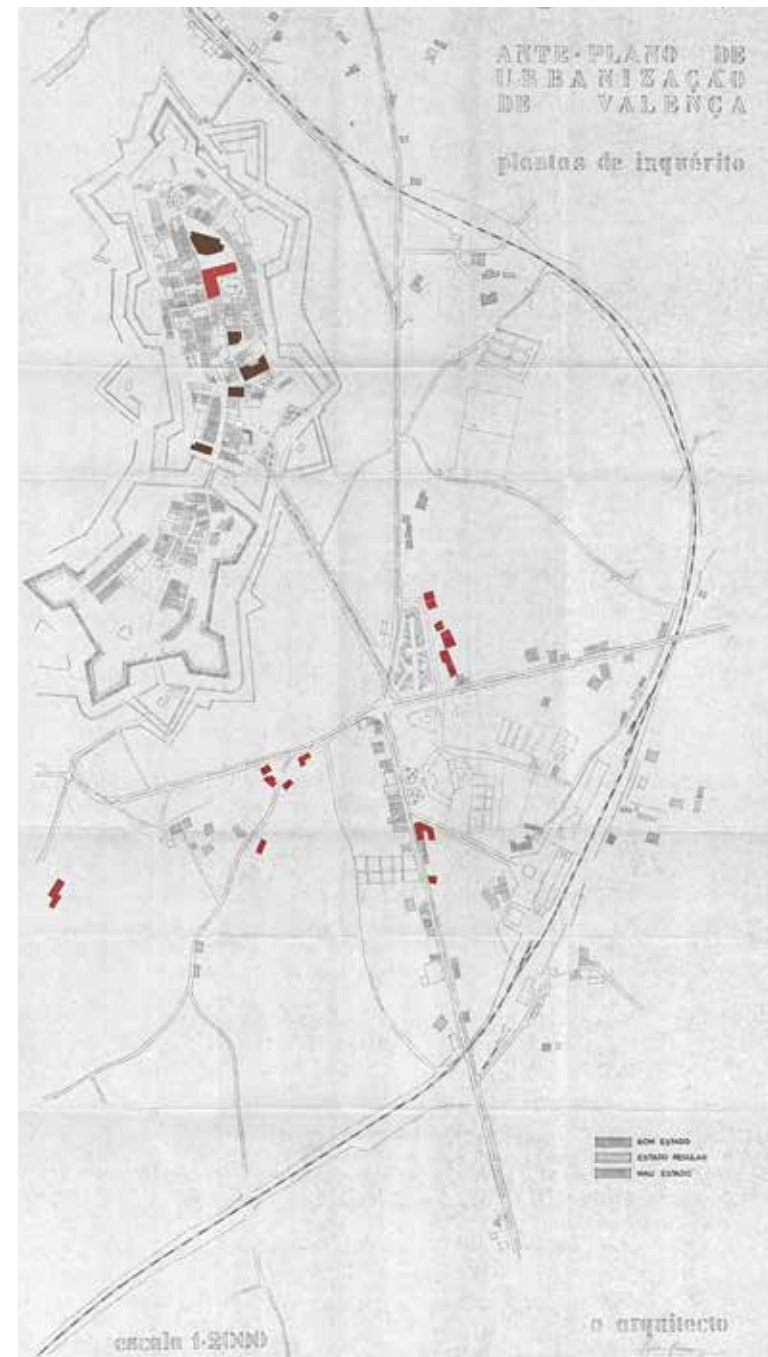 ANTE-PLANO DE
URBANIZAÇÃO
DE VALENÇA
plantas de inquérito
BOM ESTADO
ESTADO REGULAR
MAU ESTADO
escala 1·2000
o arquitecto